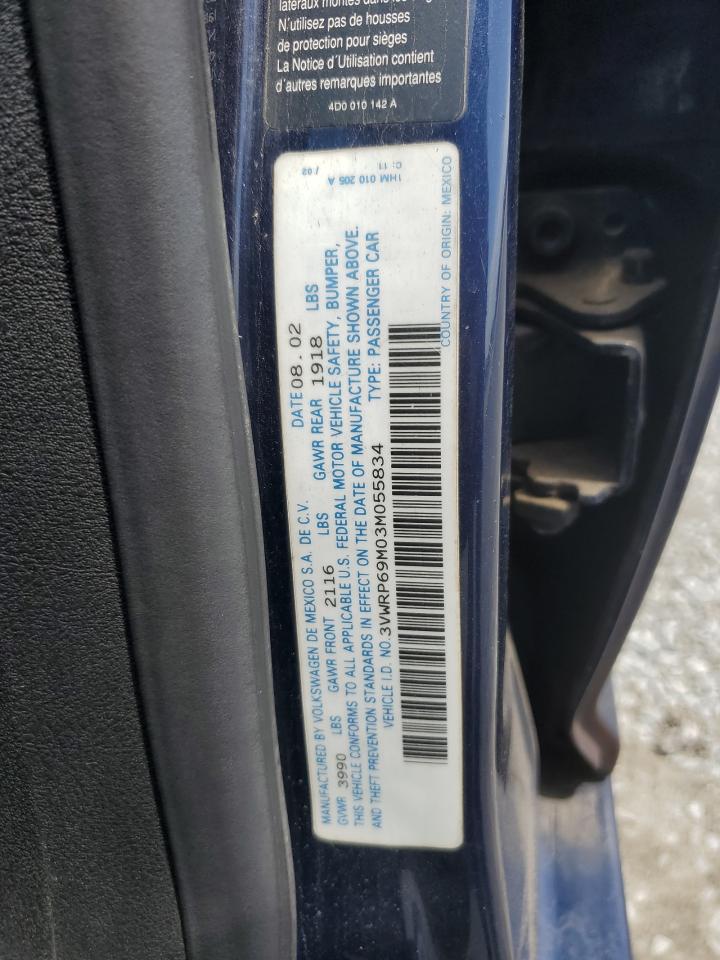 latéraux montés dans les
N'utilisez pas de housses
de protection pour sièges
La Notice d'Utilisation contient
d'autres remarques importantes
4D0 010 142 A
MANUFACTURED BY VOLKSWAGEN DE MEXICO S.A. DE C.V. DATE 08.02
GVWR 3990 LBS GAWR FRONT 2116 LBS GAWR REAR 1918 LBS
THIS VEHICLE CONFORMS TO ALL APPLICABLE U.S. FEDERAL MOTOR VEHICLE SAFETY, BUMPER,
AND THEFT PREVENTION STANDARDS IN EFFECT ON THE DATE OF MANUFACTURE SHOWN ABOVE.
VEHICLE I.D. NO. 3VWRP69M03M055834 TYPE: PASSENGER CAR
COUNTRY OF ORIGIN: MEXICO
1HM 010 205 A
C: 11 / 02